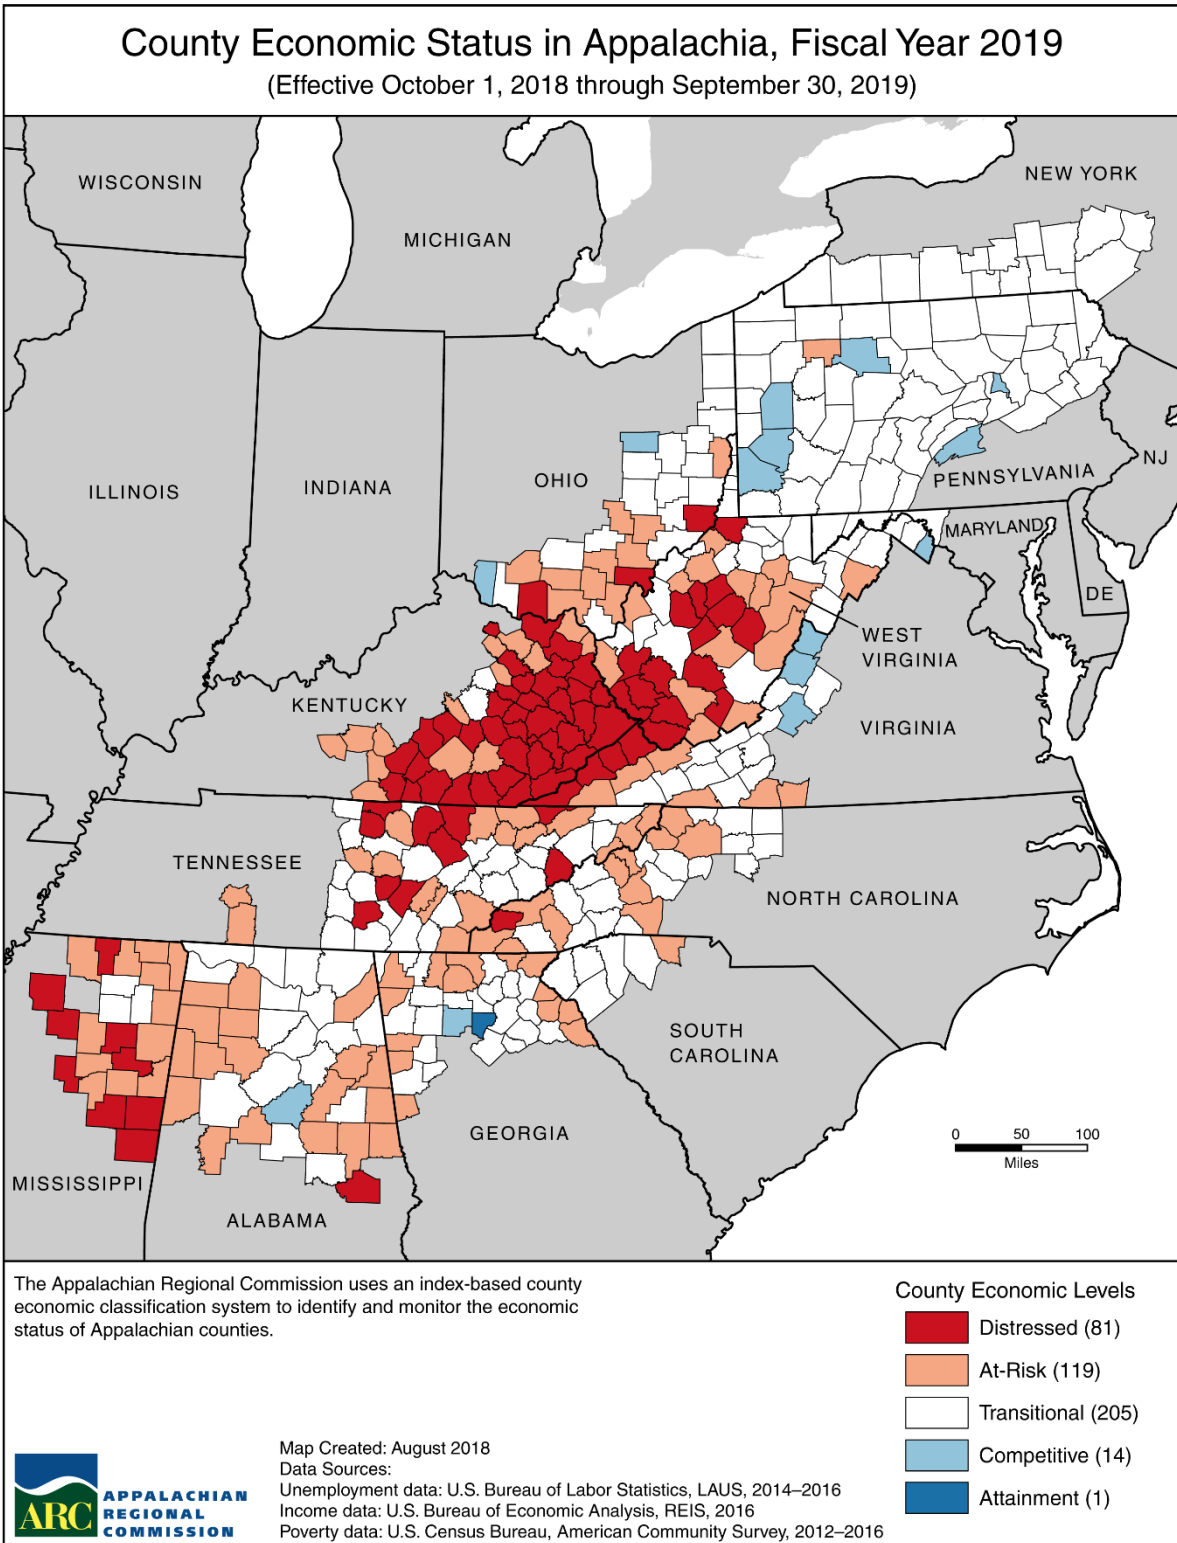 County Economic Status in Appalachia, Fiscal Year 2019
(Effective October 1, 2018 through September 30, 2019)
WISCONSIN
NEW YORK
MICHIGAN
ILLINOIS
INDIANA
OHIO
PENNSYLVANIA
NJ
MARYLAND
DE
WEST
VIRGINIA
KENTUCKY
VIRGINIA
TENNESSEE
NORTH CAROLINA
SOUTH
CAROLINA
GEORGIA
MISSISSIPPI
ALABAMA
0 50 100
Miles
The Appalachian Regional Commission uses an index-based county
economic classification system to identify and monitor the economic
status of Appalachian counties.
County Economic Levels
Distressed (81)
At-Risk (119)
Transitional (205)
Competitive (14)
Attainment (1)
ARC
APPALACHIAN
REGIONAL
COMMISSION
Map Created: August 2018
Data Sources:
Unemployment data: U.S. Bureau of Labor Statistics, LAUS, 2014–2016
Income data: U.S. Bureau of Economic Analysis, REIS, 2016
Poverty data: U.S. Census Bureau, American Community Survey, 2012–2016